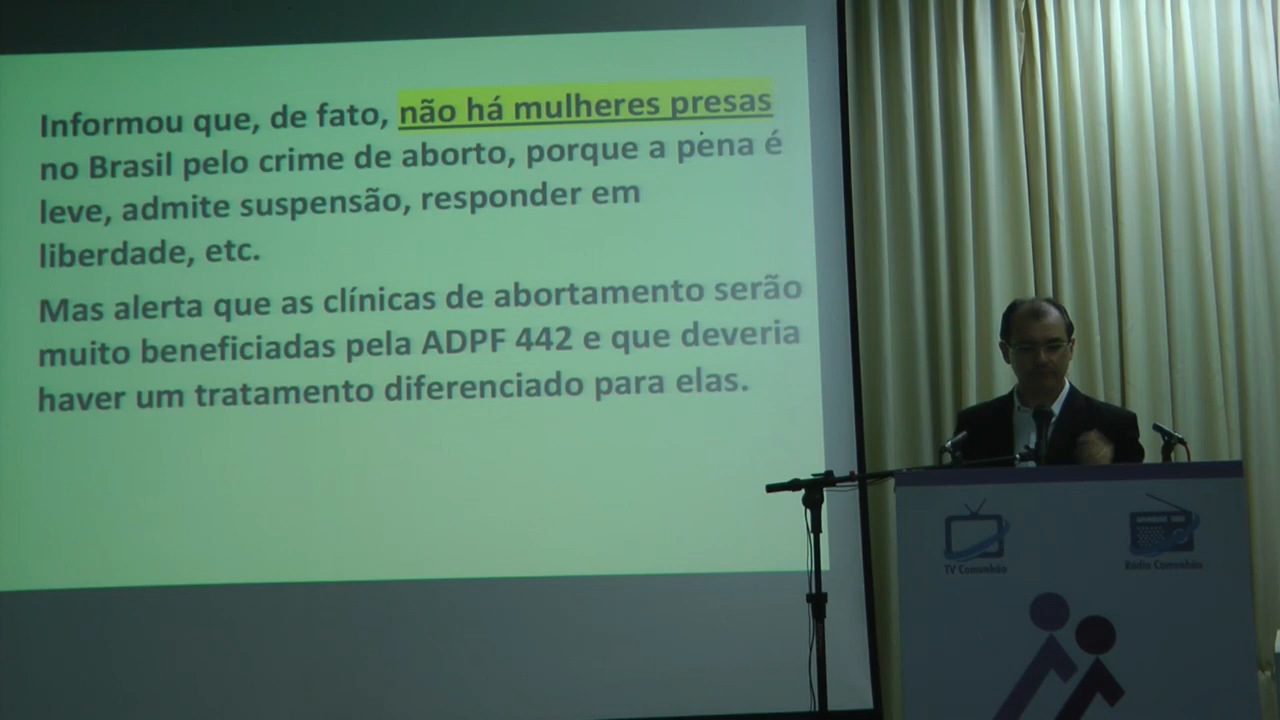 Informou que, de fato, não há mulheres presas
no Brasil pelo crime de aborto, porque a pena é
leve, admite suspensão, responder em
liberdade, etc.
Mas alerta que as clínicas de abortamento serão
muito beneficiadas pela ADPF 442 e que deveria
haver um tratamento diferenciado para elas.
TV Comunhão
Rádio Comunhão